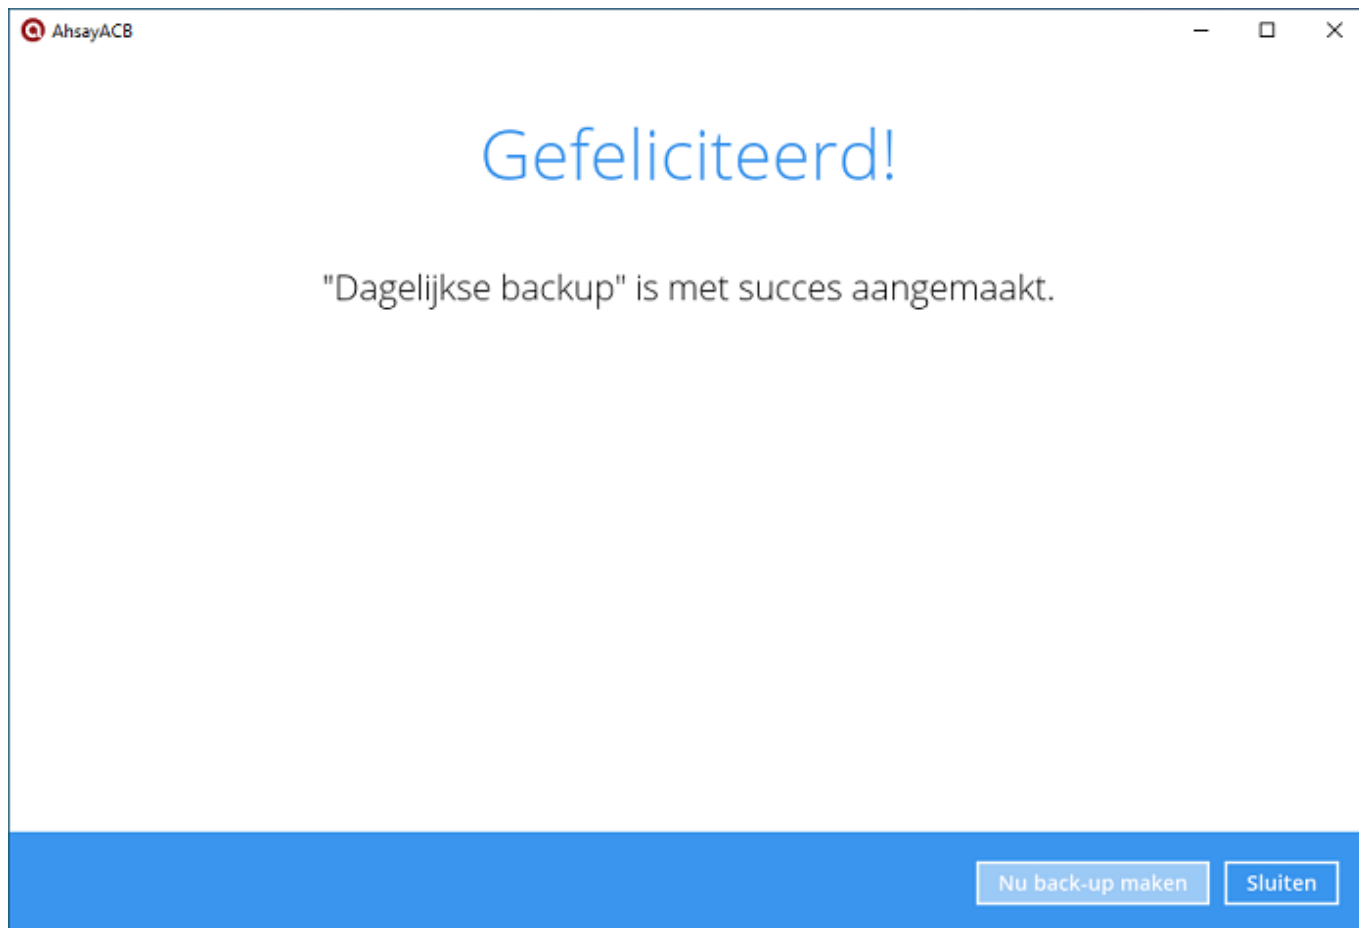 AhsayACB
Gefeliciteerd!
"Dagelijkse backup" is met succes aangemaakt.
Nu back-up maken
Sluiten